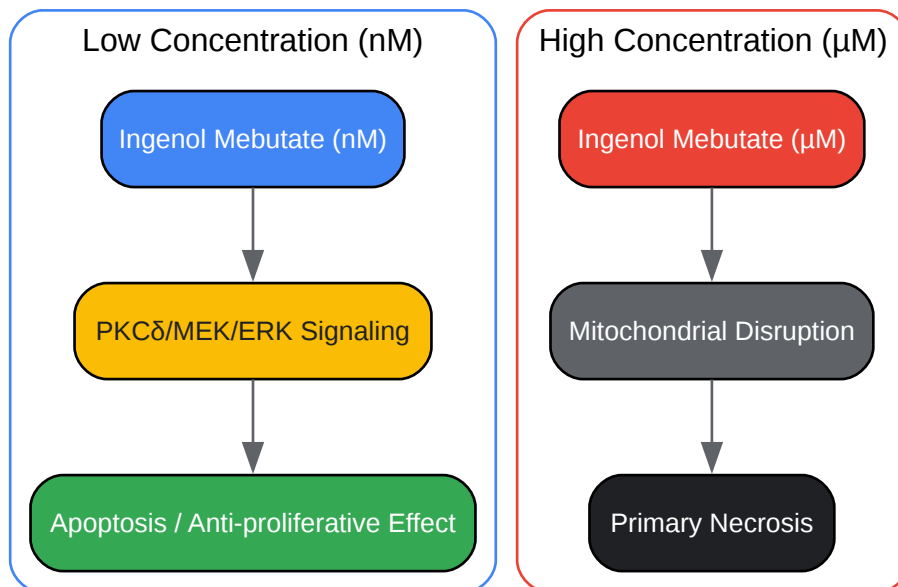 Low Concentration (nM)
Ingenol Mebutate (nM)
PKCδ/MEK/ERK Signaling
Apoptosis / Anti-proliferative Effect
High Concentration (µM)
Ingenol Mebutate (µM)
Mitochondrial Disruption
Primary Necrosis